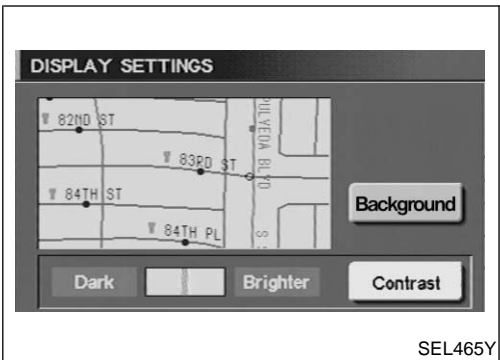 DISPLAY SETTINGS
82ND ST
83RD ST
84TH ST
84TH PL
PULVEDA BLVD
S S
Background
Dark
Brighter
Contrast
SEL465Y